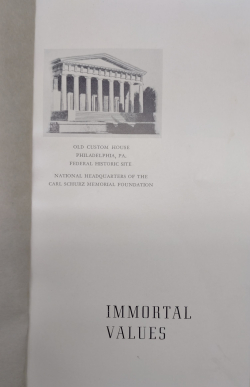 OLD CUSTOM HOUSE
PHILADELPHIA, PA.
FEDERAL HISTORIC SITE
NATIONAL HEADQUARTERS OF THE
CARL SCHURZ MEMORIAL FOUNDATION
IMMORTAL
VALUES